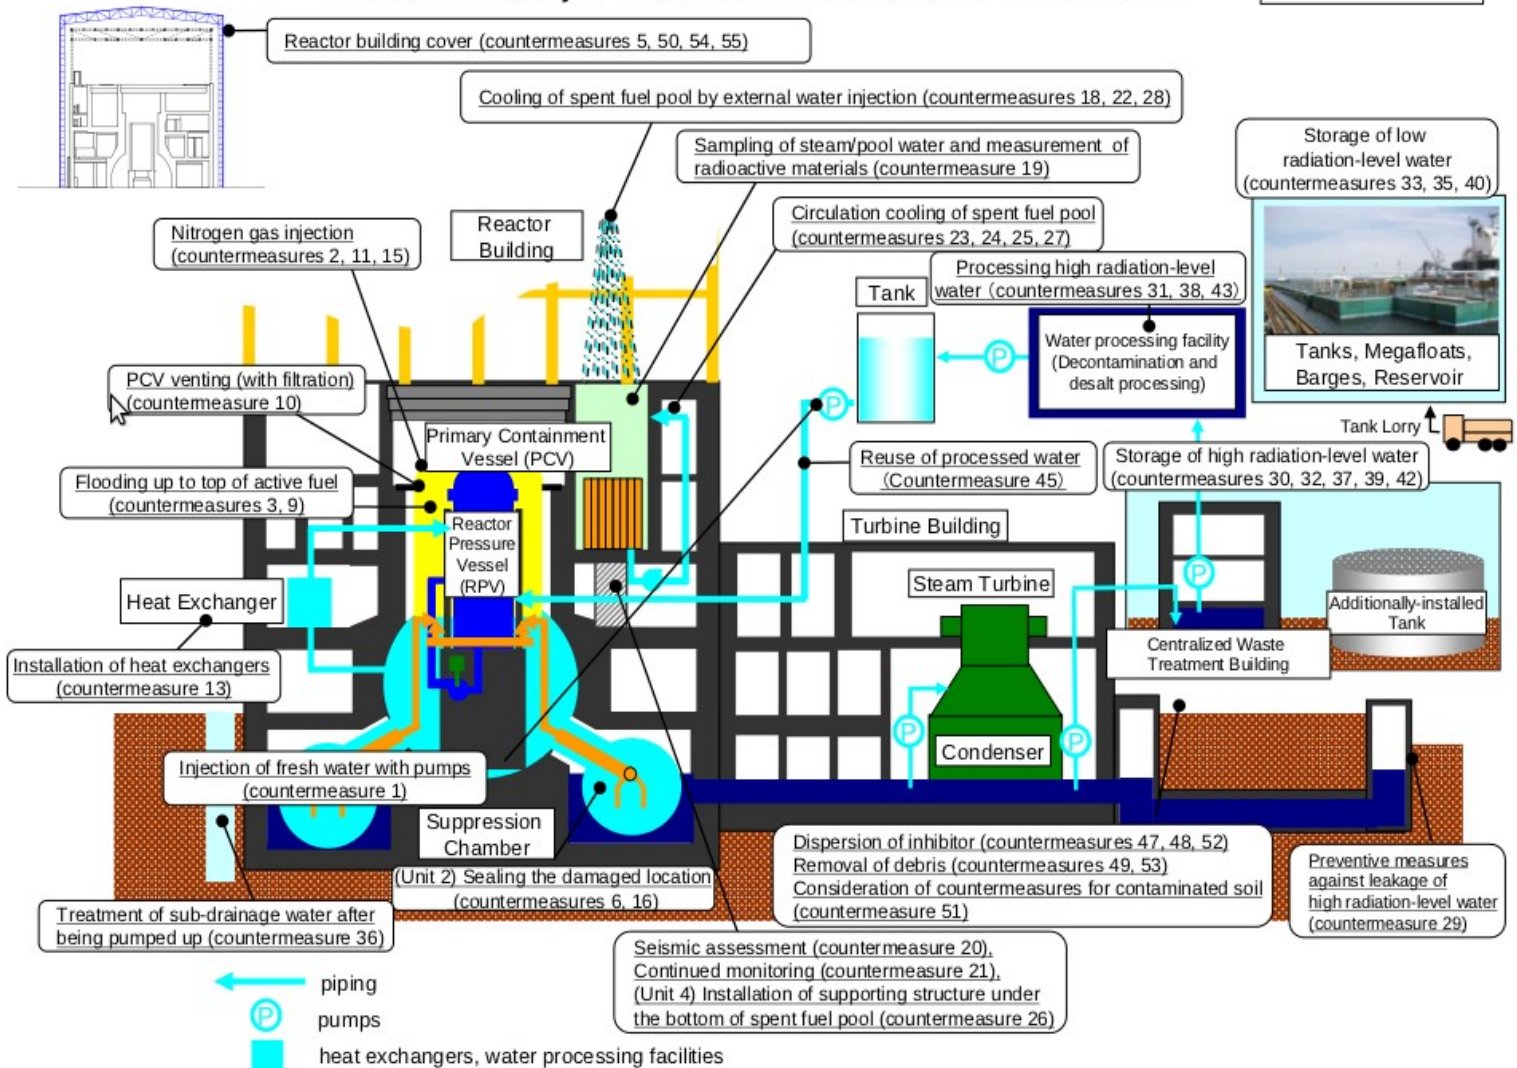 Reactor building cover (countermeasures 5, 50, 54, 55)
Cooling of spent fuel pool by external water injection (countermeasures 18, 22, 28)
Sampling of steam/pool water and measurement of
radioactive materials (countermeasure 19)
Storage of low
radiation-level water
(countermeasures 33, 35, 40)
Circulation cooling of spent fuel pool
(countermeasures 23, 24, 25, 27)
Reactor
Building
Nitrogen gas injection
(countermeasures 2, 11, 15)
Processing high radiation-level
water (countermeasures 31, 38, 43)
Tank
Water processing facility
(Decontamination and
desalt processing)
Tanks, Megafloats,
Barges, Reservoir
PCV venting (with filtration)
(countermeasure 10)
P
P
Tank Lorry
Primary Containment
Vessel (PCV)
Reuse of processed water
(Countermeasure 45)
Storage of high radiation-level water
(countermeasures 30, 32, 37, 39, 42)
Flooding up to top of active fuel
(countermeasures 3, 9)
Reactor
Pressure
Vessel
(RPV)
Turbine Building
Heat Exchanger
Steam Turbine
P
Additionally-installed
Tank
Centralized Waste
Treatment Building
Installation of heat exchangers
(countermeasure 13)
P
P
Condenser
Injection of fresh water with pumps
(countermeasure 1)
Suppression
Chamber
(Unit 2) Sealing the damaged location
(countermeasures 6, 16)
Dispersion of inhibitor (countermeasures 47, 48, 52)
Removal of debris (countermeasures 49, 53)
Consideration of countermeasures for contaminated soil
(countermeasure 51)
Preventive measures
against leakage of
high radiation-level water
(countermeasure 29)
Treatment of sub-drainage water after
being pumped up (countermeasure 36)
Seismic assessment (countermeasure 20),
Continued monitoring (countermeasure 21),
(Unit 4) Installation of supporting structure under
the bottom of spent fuel pool (countermeasure 26)
piping
P
pumps
heat exchangers, water processing facilities